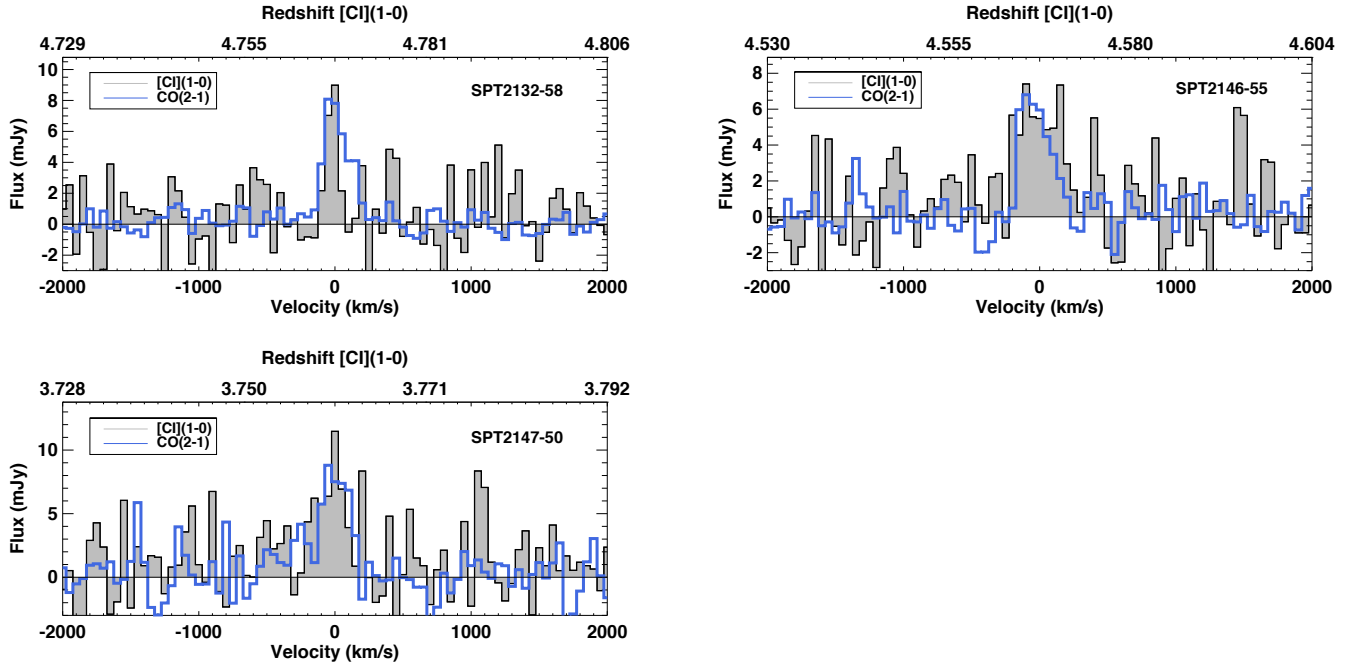 Redshift [CI](1-0)
4.729 4.755 4.781 4.806
10
8
6
4
2
0
-2
Flux (mJy)
[CI](1-0)
CO(2-1)
SPT2132-58
-2000 -1000 0 1000 2000
Velocity (km/s)
Redshift [CI](1-0)
4.530 4.555 4.580 4.604
8
6
4
2
0
-2
Flux (mJy)
[CI](1-0)
CO(2-1)
SPT2146-55
-2000 -1000 0 1000 2000
Velocity (km/s)
Redshift [CI](1-0)
3.728 3.750 3.771 3.792
10
5
0
Flux (mJy)
[CI](1-0)
CO(2-1)
SPT2147-50
-2000 -1000 0 1000 2000
Velocity (km/s)